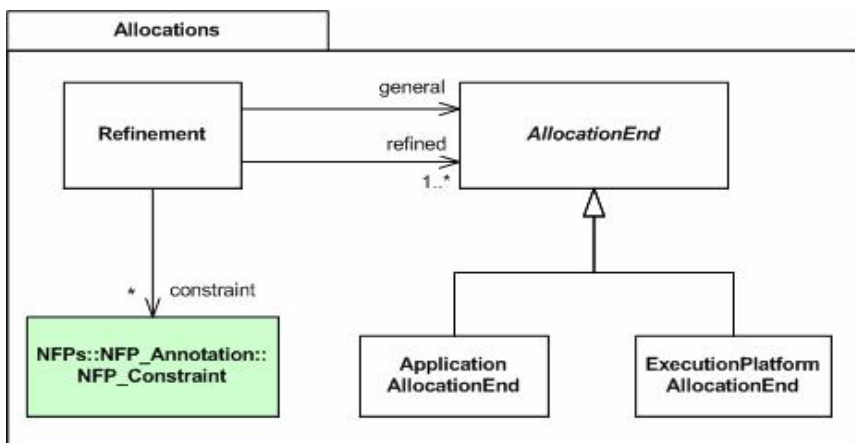 Allocations
general
Refinement
AllocationEnd
refined
1..*
* constraint
NFPs::NFP_Annotation::
NFP_Constraint
Application
AllocationEnd
ExecutionPlatform
AllocationEnd